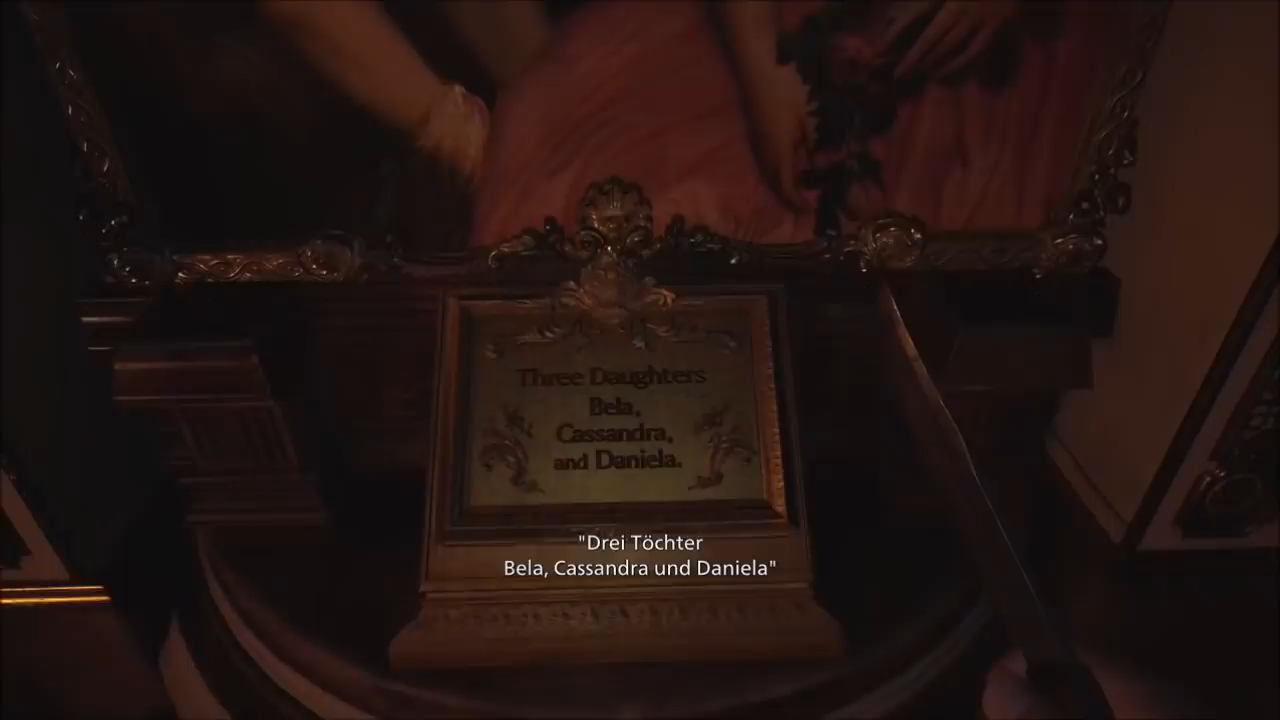 Three Daughters
Bela,
Cassandra,
and Daniela.
"Drei Töchter
Bela, Cassandra und Daniela"